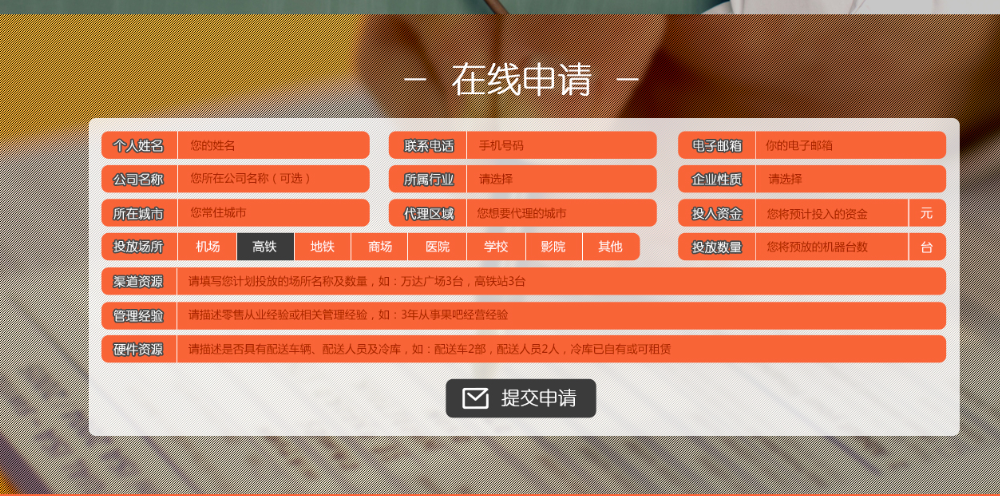 — 在线申请 —
个人姓名 您的姓名 联系电话 手机号码 电子邮箱 你的电子邮箱
公司名称 您所在公司名称（可选） 所属行业 请选择 企业性质 请选择
所在城市 您常住城市 代理区域 您想要代理的城市 投入资金 您将预计投入的资金 元
投放场所 机场 高铁 地铁 商场 医院 学校 影院 其他 投放数量 您将预放的机器台数 台
渠道资源 请填写您计划投放的场所名称及数量，如：万达广场3台，高铁站3台
管理经验 请描述零售从业经验或相关管理经验，如：3年从事果吧经营经验
硬件资源 请描述是否具有配送车辆、配送人员及冷库，如：配送车2部，配送人员2人，冷库已自有或可租赁
提交申请